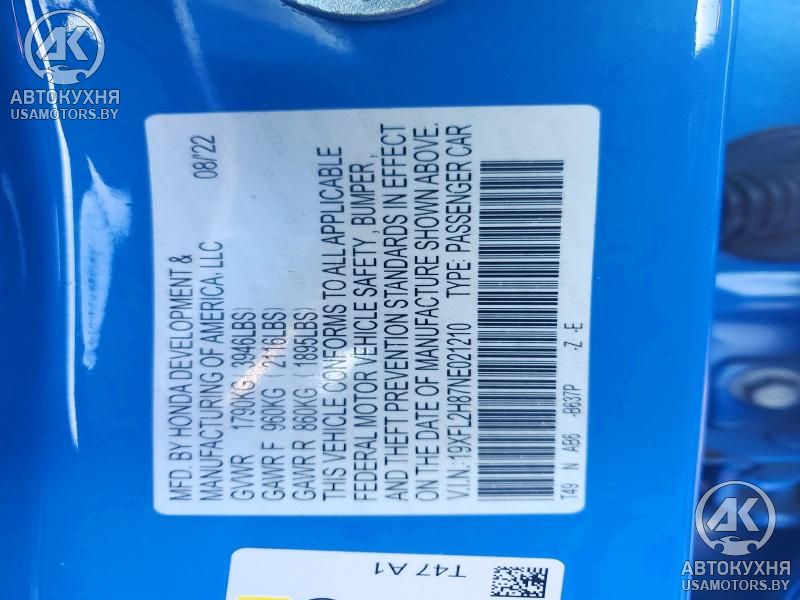 MFD. BY HONDA DEVELOPMENT & 08/'22
MANUFACTURING OF AMERICA, LLC
GVWR 1790KG (3946LBS)
GAWR F 960KG (2116LBS)
GAWR R 860KG (1895LBS)
THIS VEHICLE CONFORMS TO ALL APPLICABLE
FEDERAL MOTOR VEHICLE SAFETY, BUMPER,
AND THEFT PREVENTION STANDARDS IN EFFECT
ON THE DATE OF MANUFACTURE SHOWN ABOVE.
V.I.N.:19XFL2H87NE021210 TYPE: PASSENGER CAR
T49 N AB6 -B637P -Z -E
T47 A1
АК
АВТОКУХНЯ
USAMOTORS.BY
АК
АВТОКУХНЯ
USAMOTORS.BY